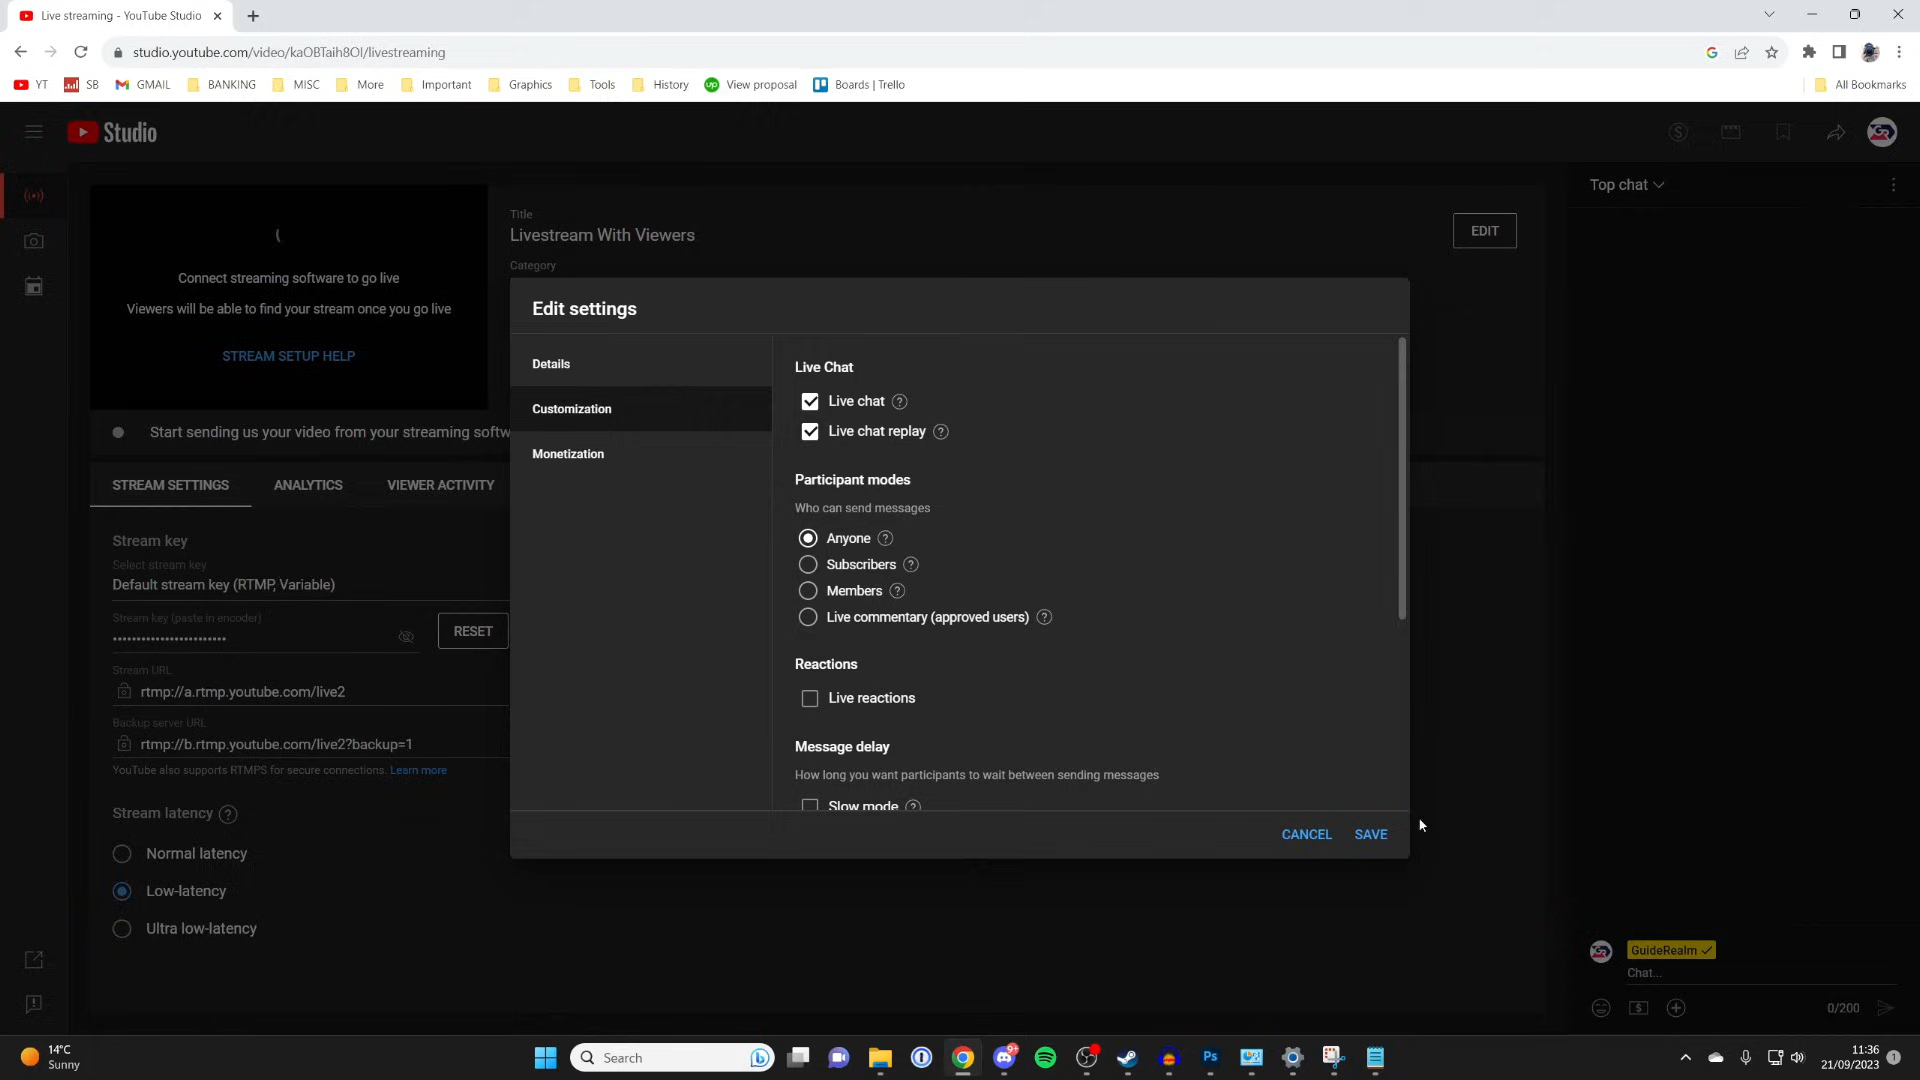 Live streaming - YouTube Studio
studio.youtube.com/video/kaOBTaih8OI/livestreaming
YT SB GMAIL BANKING MISC More Important Graphics Tools History View proposal Boards | Trello All Bookmarks
Studio
Connect streaming software to go live
Viewers will be able to find your stream once you go live
STREAM SETUP HELP
Title
Livestream With Viewers
Category
EDIT
Top chat
Start sending us your video from your streaming softw
STREAM SETTINGS ANALYTICS VIEWER ACTIVITY
Stream key
Select stream key
Default stream key (RTMP, Variable)
Stream key (paste in encoder)
RESET
Stream URL
rtmp://a.rtmp.youtube.com/live2
Backup server URL
rtmp://b.rtmp.youtube.com/live2?backup=1
YouTube also supports RTMPS for secure connections. Learn more
Stream latency
Normal latency
Low-latency
Ultra low-latency
Edit settings
Details
Customization
Monetization
Live Chat
Live chat
Live chat replay
Participant modes
Who can send messages
Anyone
Subscribers
Members
Live commentary (approved users)
Reactions
Live reactions
Message delay
How long you want participants to wait between sending messages
Slow mode
CANCEL SAVE
GuideRealm
Chat...
0/200
14°C
Sunny
Search
9+
Ps
11:36
21/09/2023
1